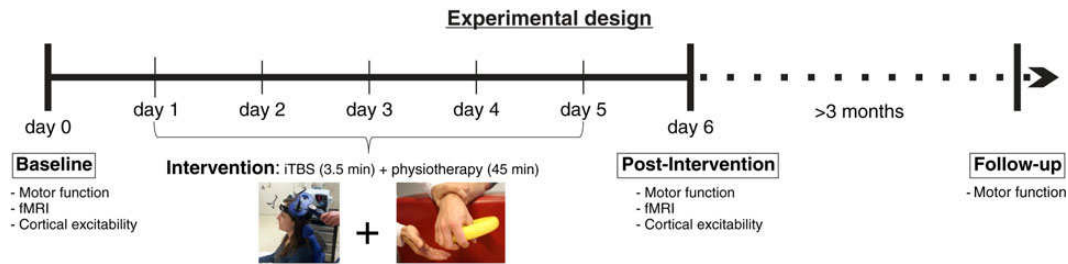 Experimental design
day 0
day 1
day 2
day 3
day 4
day 5
day 6
>3 months
Baseline
- Motor function
- fMRI
- Cortical excitability
Intervention: iTBS (3.5 min) + physiotherapy (45 min)
+
Post-Intervention
- Motor function
- fMRI
- Cortical excitability
Follow-up
- Motor function